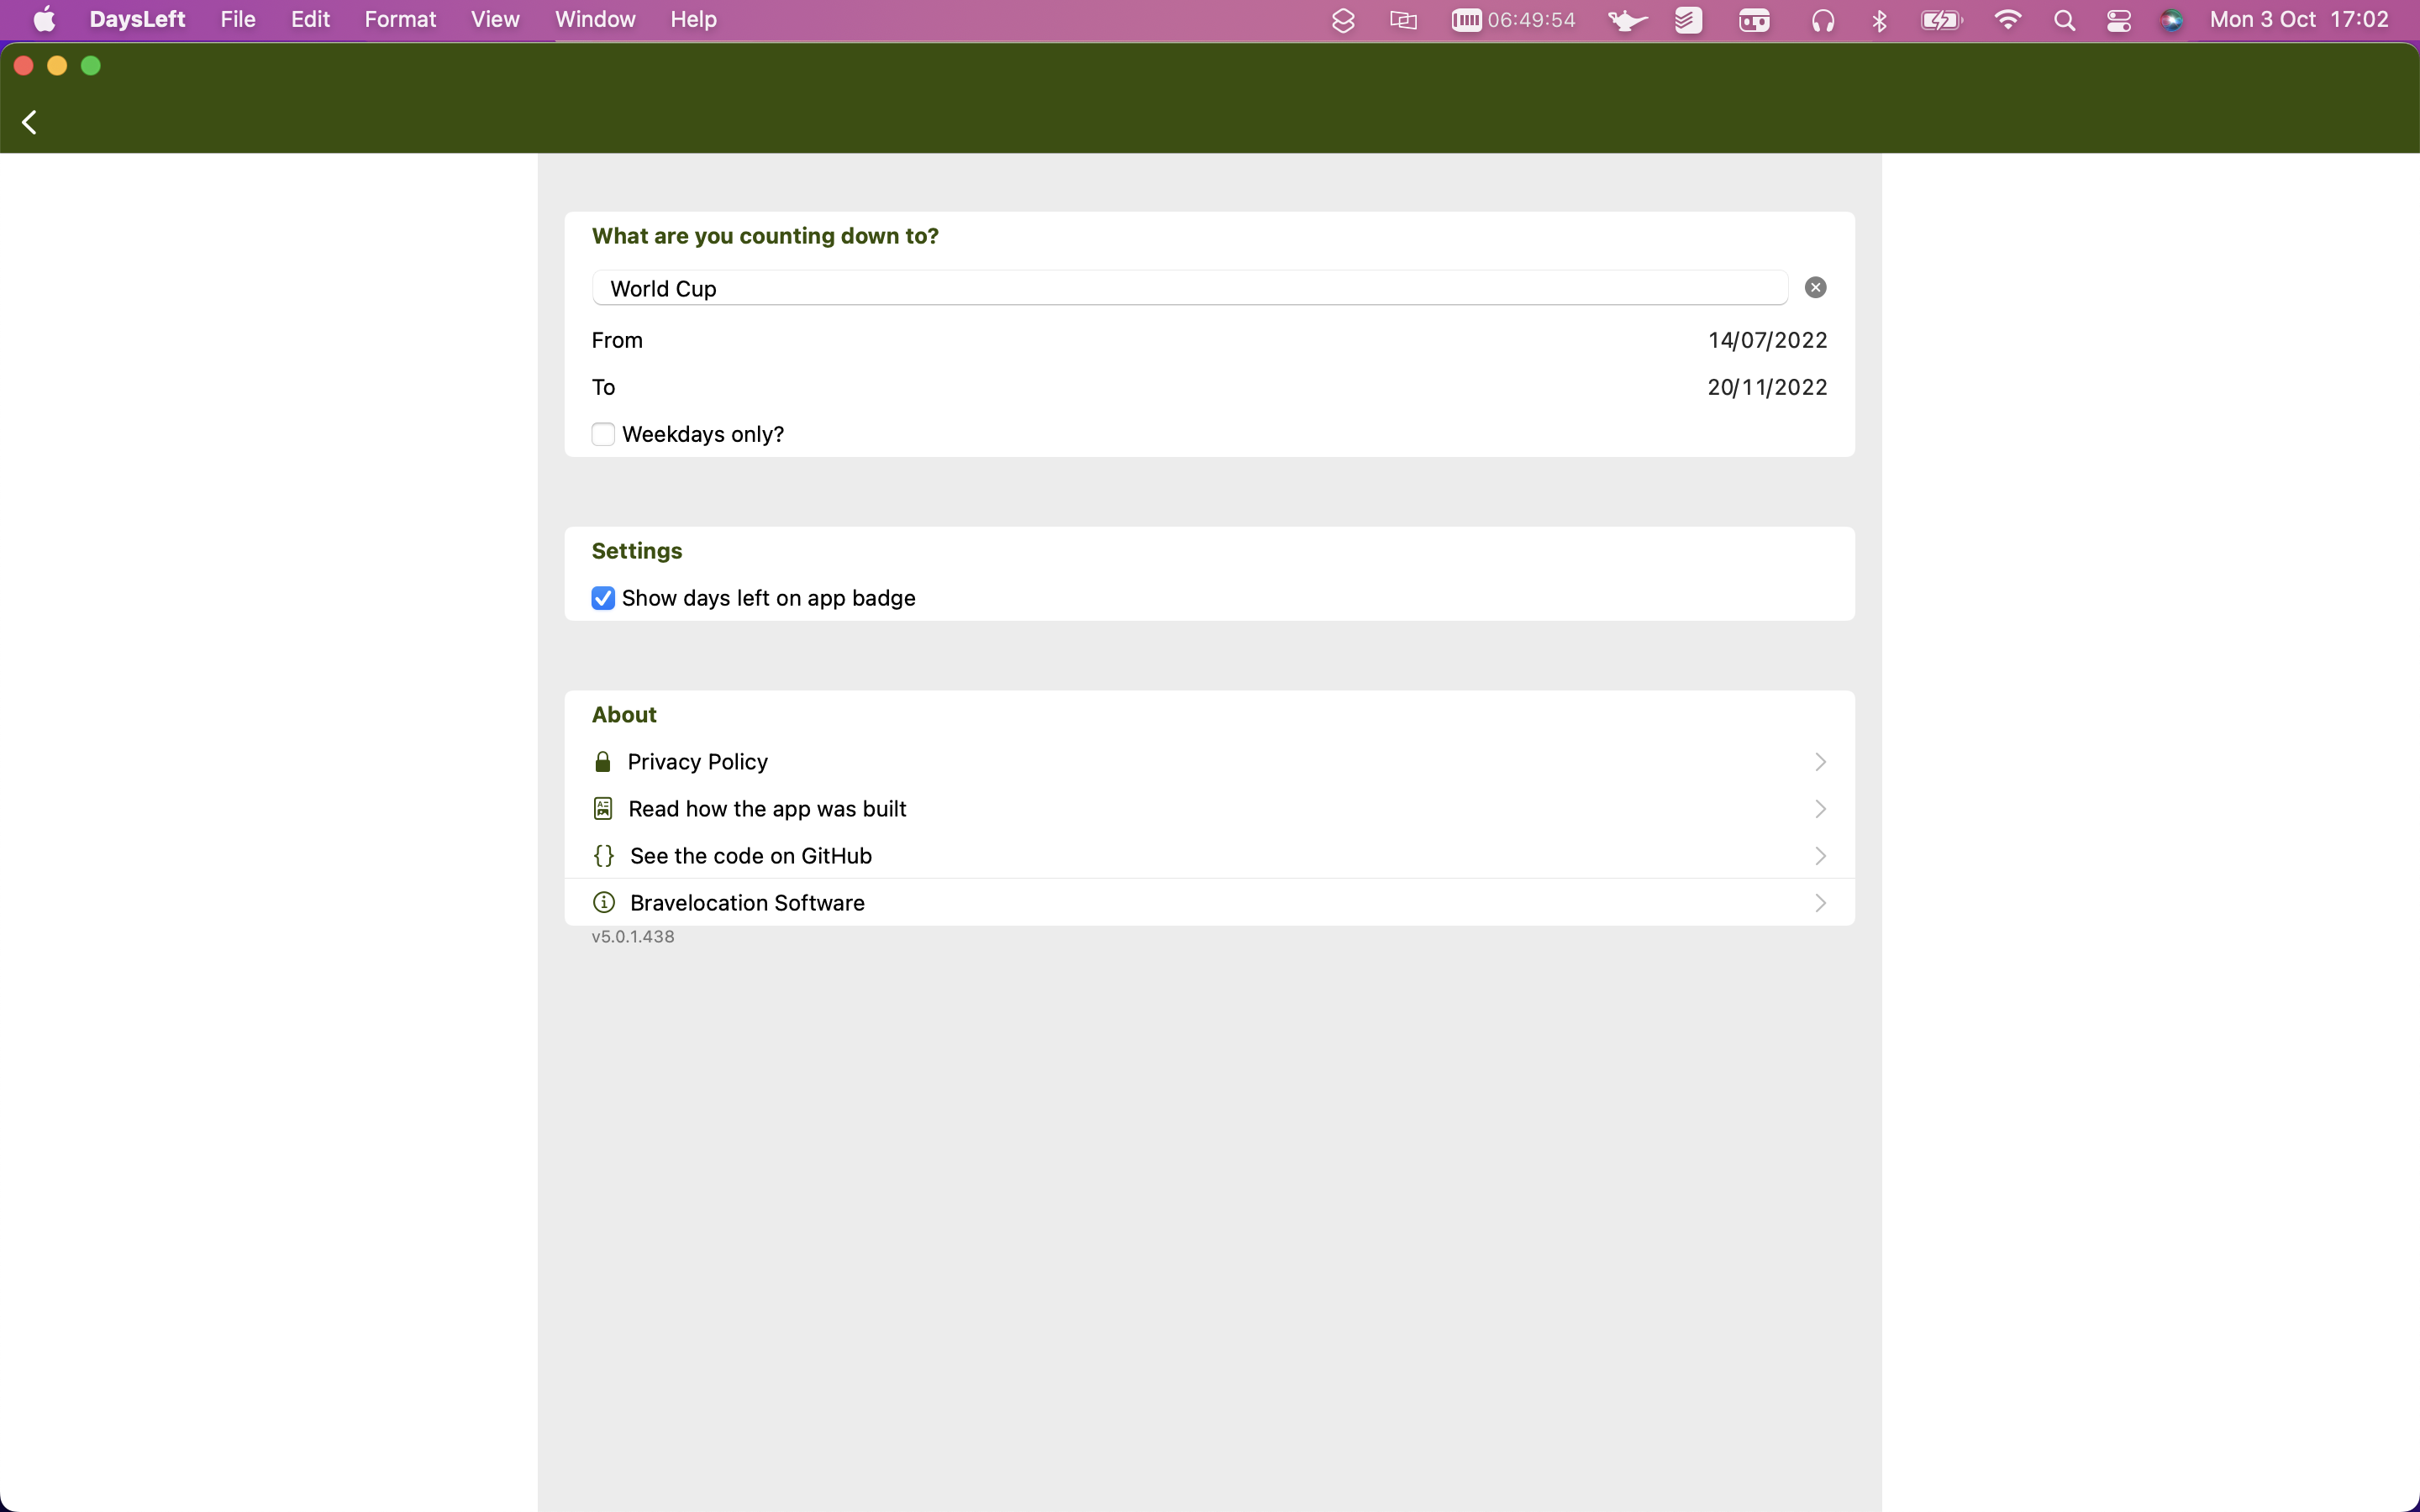 DaysLeft File Edit Format View Window Help 06:49:54 Mon 3 Oct 17:02
What are you counting down to?
World Cup
From 14/07/2022
To 20/11/2022
Weekdays only?
Settings
Show days left on app badge
About
Privacy Policy
Read how the app was built
{} See the code on GitHub
Bravelocation Software
v5.0.1.438